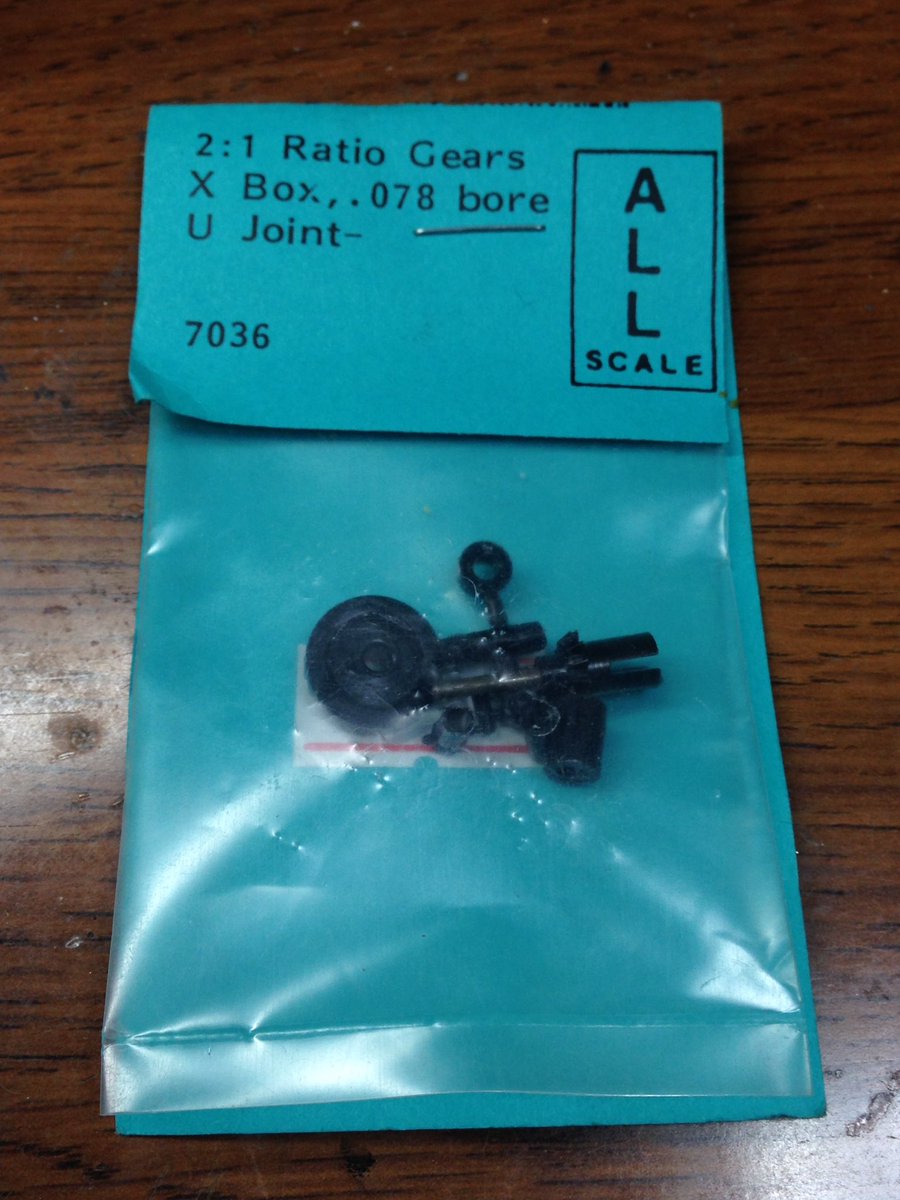 2:1 Ratio Gears
X Box,.078 bore
U Joint-
7036
A
L
L
SCALE